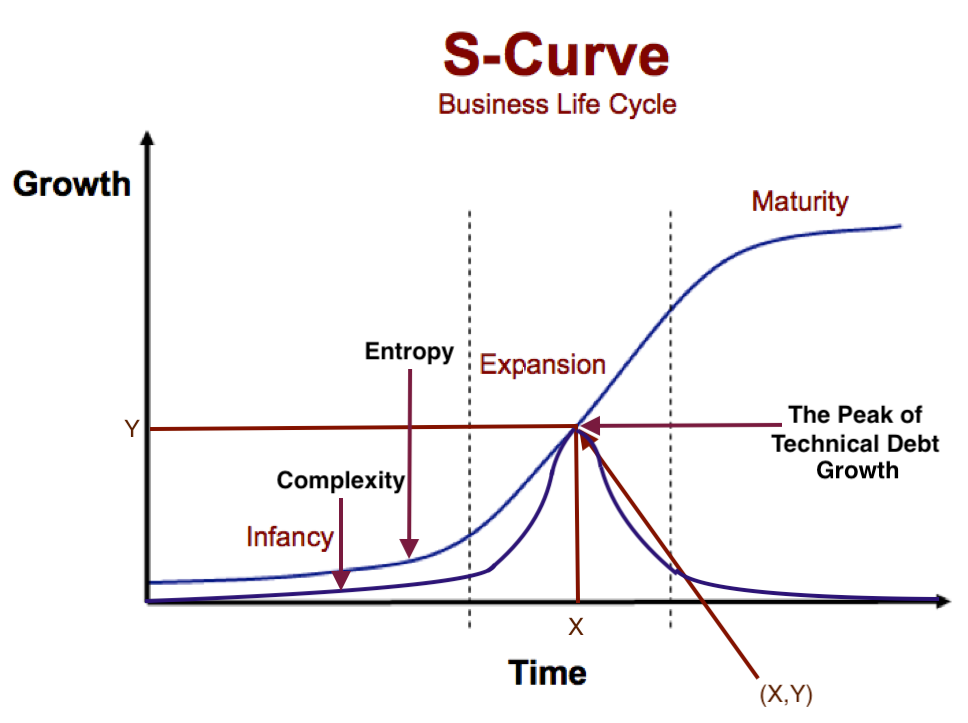 S-Curve
Business Life Cycle
Growth
Maturity
Entropy
Expansion
The Peak of
Technical Debt
Growth
Y
Complexity
Infancy
X
Time
(X,Y)